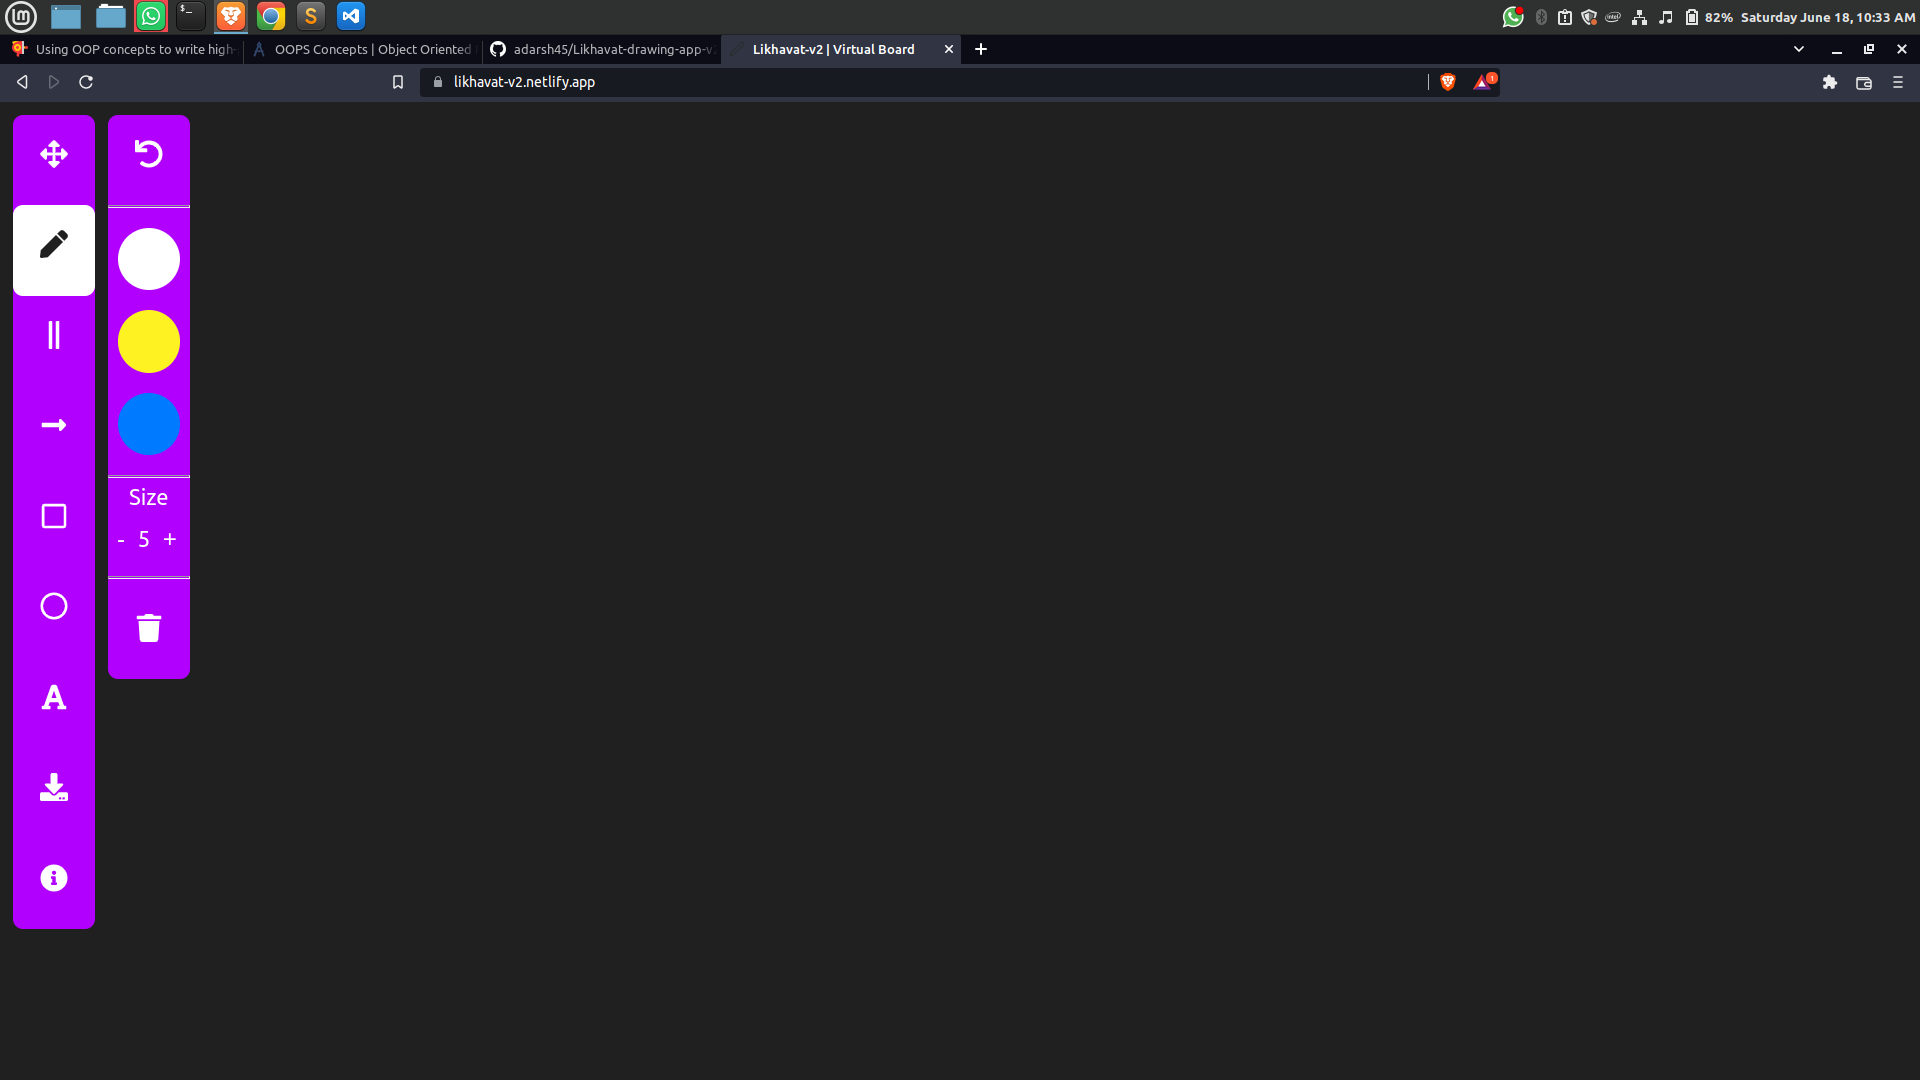 82% Saturday June 18, 10:33 AM
Using OOP concepts to write high-
OOPS Concepts | Object Oriented
adarsh45/Likhavat-drawing-app-v
Likhavat-v2 | Virtual Board
likhavat-v2.netlify.app
1
Size
- 5 +